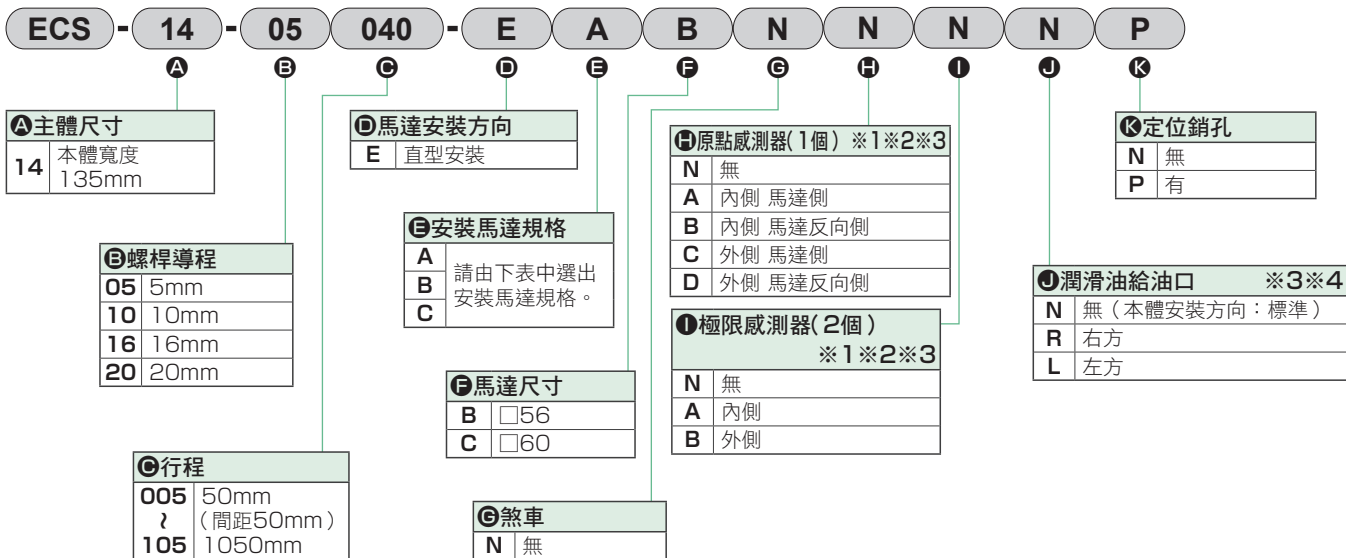 ECS - 14 - 05 040 - E A B N N N N P
A B C D E F G H I J K
A主體尺寸
14 本體寬度
135mm
B螺桿導程
05 5mm
10 10mm
16 16mm
20 20mm
C行程
005 50mm
~ (間距50mm)
105 1050mm
D馬達安裝方向
E 直型安裝
E安裝馬達規格
A
B 請由下表中選出
安裝馬達規格。
C
F馬達尺寸
B □56
C □60
G煞車
N 無
H原點感測器(1個) ※1※2※3
N 無
A 內側 馬達側
B 內側 馬達反向側
C 外側 馬達側
D 外側 馬達反向側
I極限感測器(2個)
※1※2※3
N 無
A 內側
B 外側
J潤滑油給油口 ※3※4
N 無(本體安裝方向:標準)
R 右方
L 左方
K定位銷孔
N 無
P 有